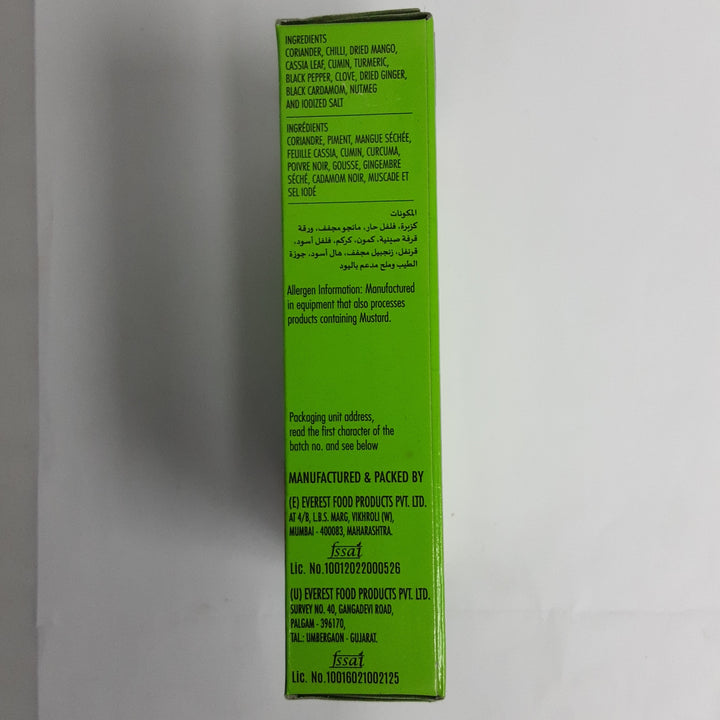 INGREDIENTS
CORIANDER, CHILLI, DRIED MANGO,
CASSIA LEAF, CUMIN, TURMERIC,
BLACK PEPPER, CLOVE, DRIED GINGER,
BLACK CARDAMOM, NUTMEG
AND IODIZED SALT
INGRÉDIENTS
CORIANDRE, PIMENT, MANGUE SÉCHÉE,
FEUILLE CASSIA, CUMIN, CURCUMA,
POIVRE NOIR, GOUSSE, GINGEMBRE
SÉCHÉ, CADAMOM NOIR, MUSCADE ET
SEL IODÉ
المكونات
كزبرة، فلفل حار، مانجو مجفف، ورقة
قرفة صينية، كمون، كركم، فلفل أسود،
قرنفل، زنجبيل مجفف، هال أسود، جوزة
الطيب وملح مدعم باليود
Allergen Information: Manufactured
in equipment that also processes
products containing Mustard.
Packaging unit address,
read the first character of the
batch no. and see below
MANUFACTURED & PACKED BY
(E) EVEREST FOOD PRODUCTS PVT. LTD.
AT 4/B, L.B.S. MARG, VIKHROLI (W),
MUMBAI - 400083, MAHARASHTRA.
fssai
Lic. No.10012022000526
(U) EVEREST FOOD PRODUCTS PVT. LTD.
SURVEY NO. 40, GANGADEVI ROAD,
PALGAM - 396170,
TAL.: UMBERGAON - GUJARAT.
fssai
Lic. No.10016021002125